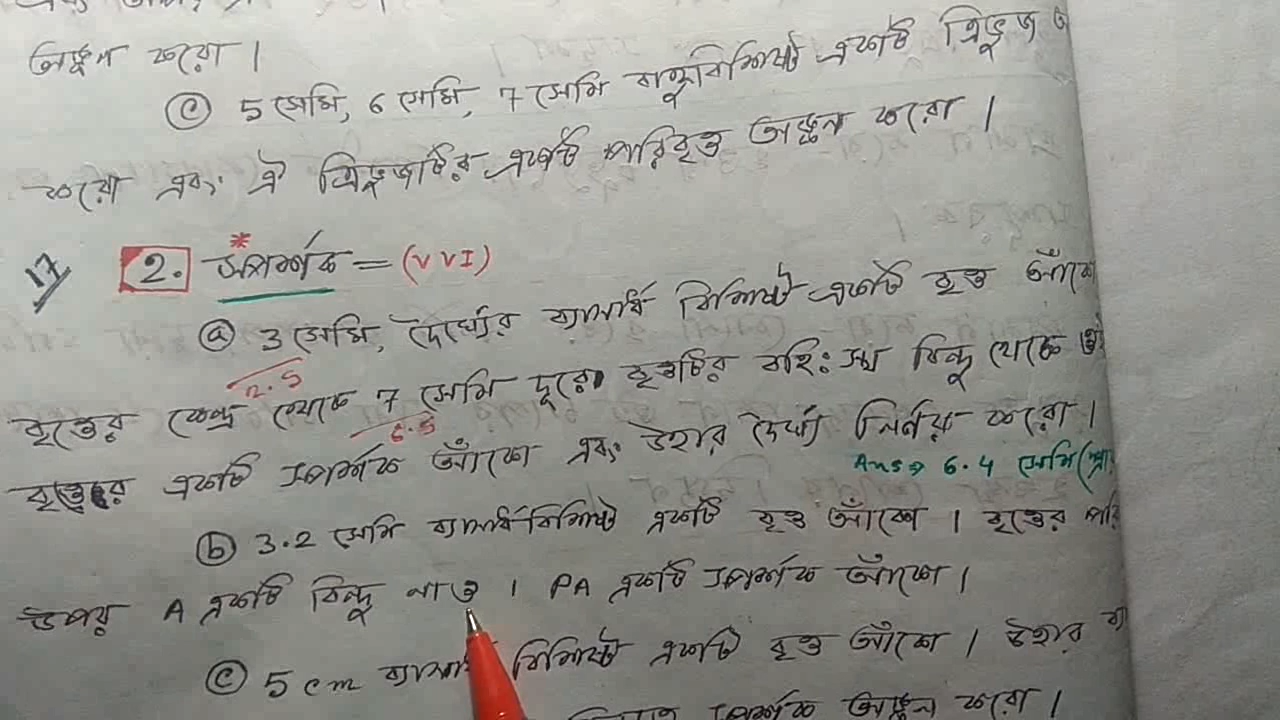 অঙ্কন করো।
ⓒ 5 সেমি, 6 সেমি, 7 সেমি বাহুবিশিষ্ট একটি ত্রিভুজ অ
করো এবং ঐ ত্রিভুজটির একটি পরিবৃত্ত অঙ্কন করো।
17 2. *স্পর্শক = (VVI)
ⓐ 3 সেমি, দৈর্ঘ্যের ব্যাসার্ধ বিশিষ্ট একটি বৃত্ত আঁকো
2.5
বৃত্তের কেন্দ্র থেকে 7 সেমি দূরে বৃত্তটির বহিঃস্থ বিন্দু থেকে ঐ
6.5
বৃত্তের একটি স্পর্শক আঁকো এবং উহার দৈর্ঘ্য নির্ণয় করো।
Ans ⇒ 6.4 সেমি (প্রা
ⓑ 3.2 সেমি ব্যাসার্ধবিশিষ্ট একটি বৃত্ত আঁকো। বৃত্তের পরি
উপর A একটি বিন্দু নাও। PA একটি স্পর্শক আঁকো।
ⓒ 5 cm ব্যাসার্ধ বিশিষ্ট একটি বৃত্ত আঁকো। উহার ব্যা
স্পর্শক অঙ্কন করো।